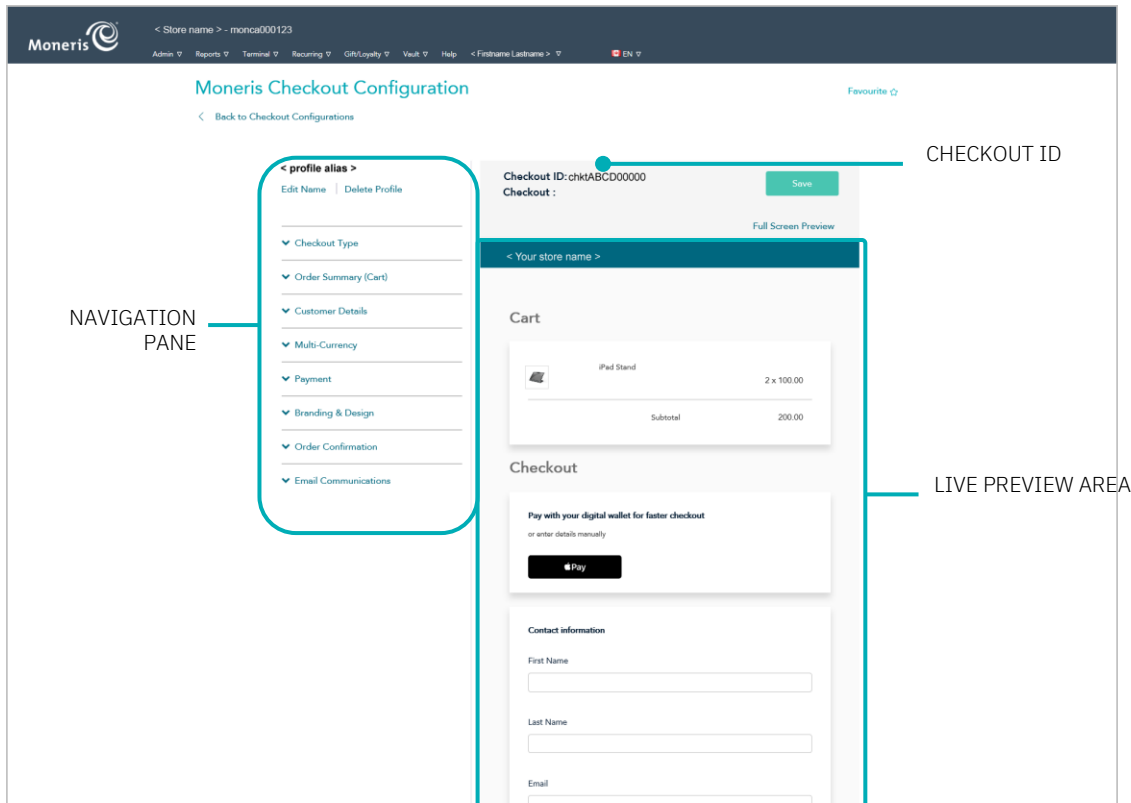 Moneris
< Store name > - monca000123
Admin Reports Terminal Recurring Gift/Loyalty Vault Help < Firstname Lastname > EN
Moneris Checkout Configuration
Favourite
Back to Checkout Configurations
CHECKOUT ID
< profile alias >
Edit Name | Delete Profile
Checkout ID: chktABCD00000
Checkout :
Save
Full Screen Preview
Checkout Type
Order Summary (Cart)
Customer Details
Multi-Currency
Payment
Branding & Design
Order Confirmation
Email Communications
NAVIGATION
PANE
< Your store name >
Cart
iPad Stand
2 x 100.00
Subtotal 200.00
Checkout
LIVE PREVIEW AREA
Pay with your digital wallet for faster checkout
or enter details manually
Pay
Contact information
First Name
Last Name
Email